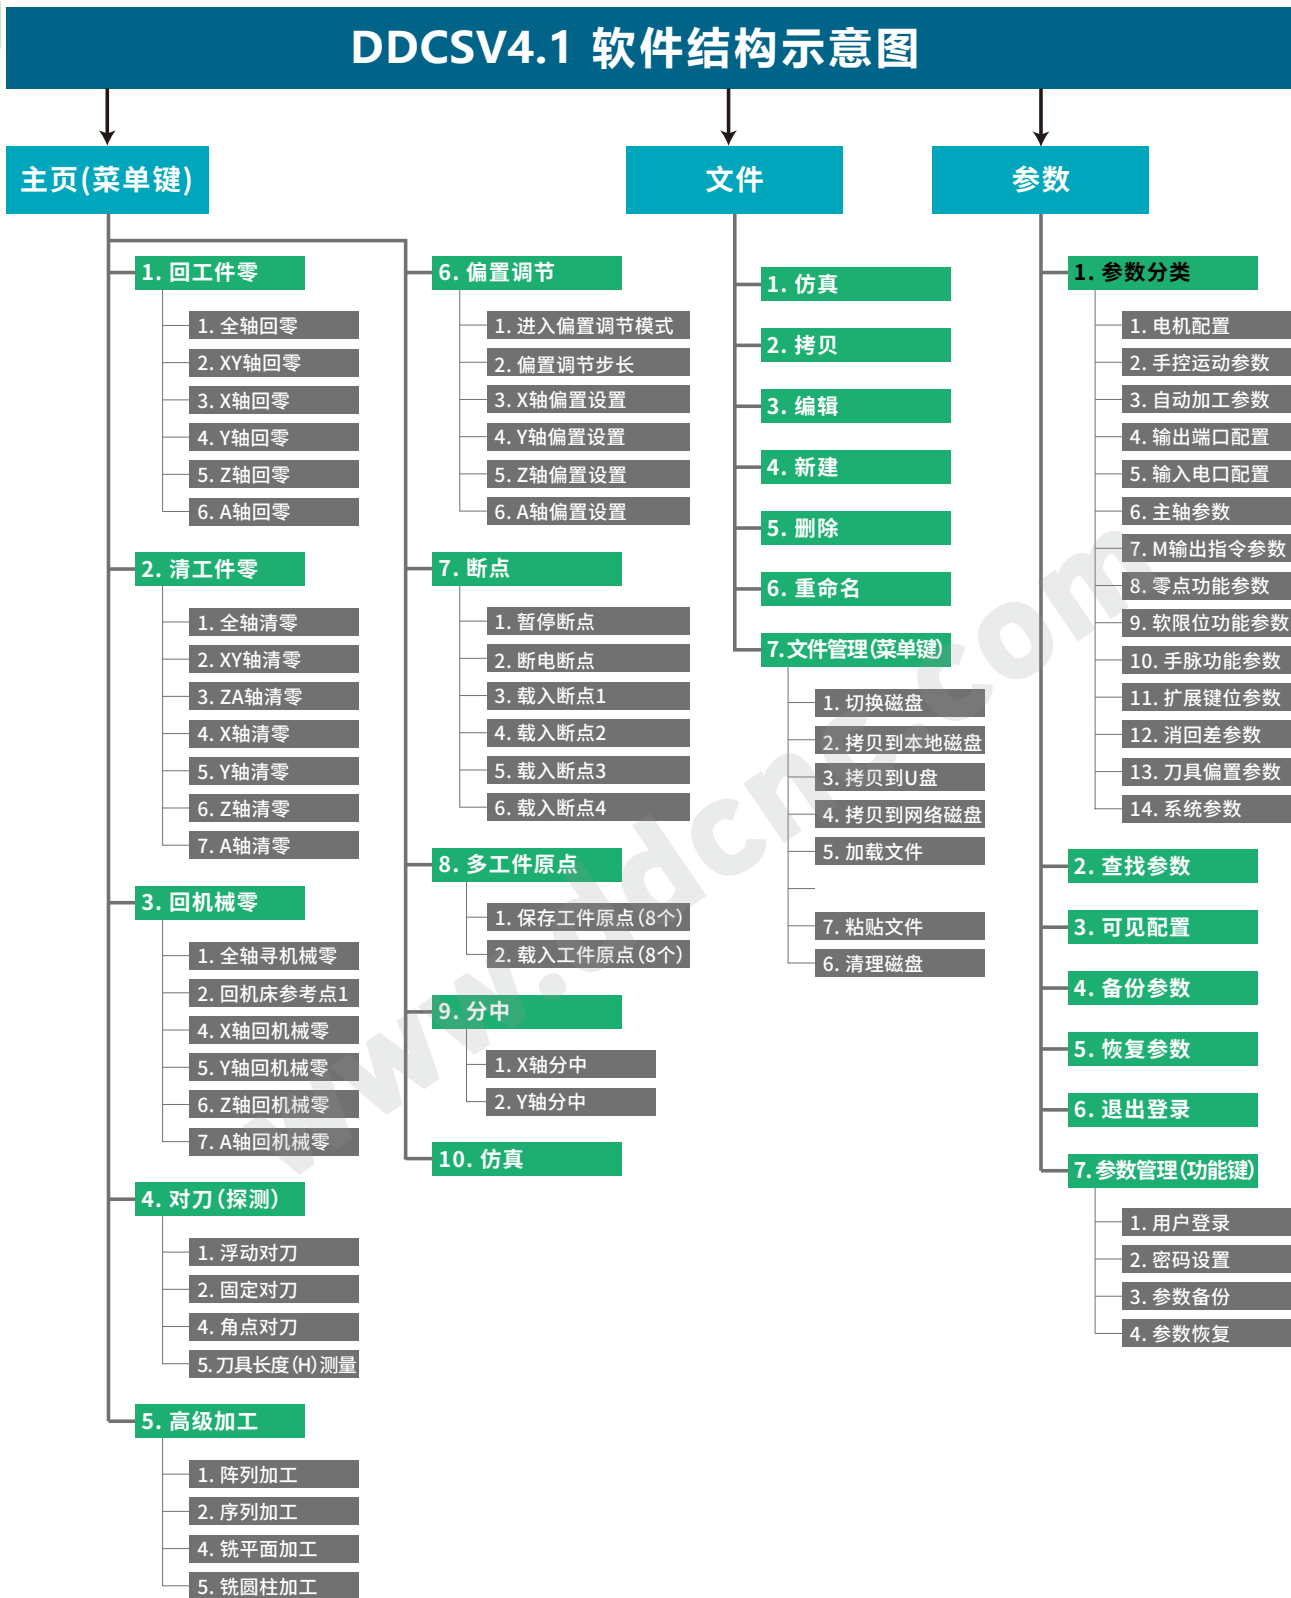 DDCSV4.1 软件结构示意图
主页(菜单键)
1. 回工件零
1. 全轴回零
2. XY轴回零
3. X轴回零
4. Y轴回零
5. Z轴回零
6. A轴回零
2. 清工件零
1. 全轴清零
2. XY轴清零
3. ZA轴清零
4. X轴清零
5. Y轴清零
6. Z轴清零
7. A轴清零
3. 回机械零
1. 全轴寻机械零
2. 回机床参考点1
4. X轴回机械零
5. Y轴回机械零
6. Z轴回机械零
7. A轴回机械零
4. 对刀(探测)
1. 浮动对刀
2. 固定对刀
4. 角点对刀
5. 刀具长度(H)测量
5. 高级加工
1. 阵列加工
2. 序列加工
4. 铣平面加工
5. 铣圆柱加工
6. 偏置调节
1. 进入偏置调节模式
2. 偏置调节步长
3. X轴偏置设置
4. Y轴偏置设置
5. Z轴偏置设置
6. A轴偏置设置
7. 断点
1. 暂停断点
2. 断电断点
3. 载入断点1
4. 载入断点2
5. 载入断点3
6. 载入断点4
8. 多工件原点
1. 保存工件原点(8个)
2. 载入工件原点(8个)
9. 分中
1. X轴分中
2. Y轴分中
10. 仿真
文件
1. 仿真
2. 拷贝
3. 编辑
4. 新建
5. 删除
6. 重命名
7. 文件管理(菜单键)
1. 切换磁盘
2. 拷贝到本地磁盘
3. 拷贝到U盘
4. 拷贝到网络磁盘
5. 加载文件
7. 粘贴文件
6. 清理磁盘
参数
1. 参数分类
1. 电机配置
2. 手控运动参数
3. 自动加工参数
4. 输出端口配置
5. 输入电口配置
6. 主轴参数
7. M输出指令参数
8. 零点功能参数
9. 软限位功能参数
10. 手脉功能参数
11. 扩展键位参数
12. 消回差参数
13. 刀具偏置参数
14. 系统参数
2. 查找参数
3. 可见配置
4. 备份参数
5. 恢复参数
6. 退出登录
7. 参数管理(功能键)
1. 用户登录
2. 密码设置
3. 参数备份
4. 参数恢复
www.ddcnc.com